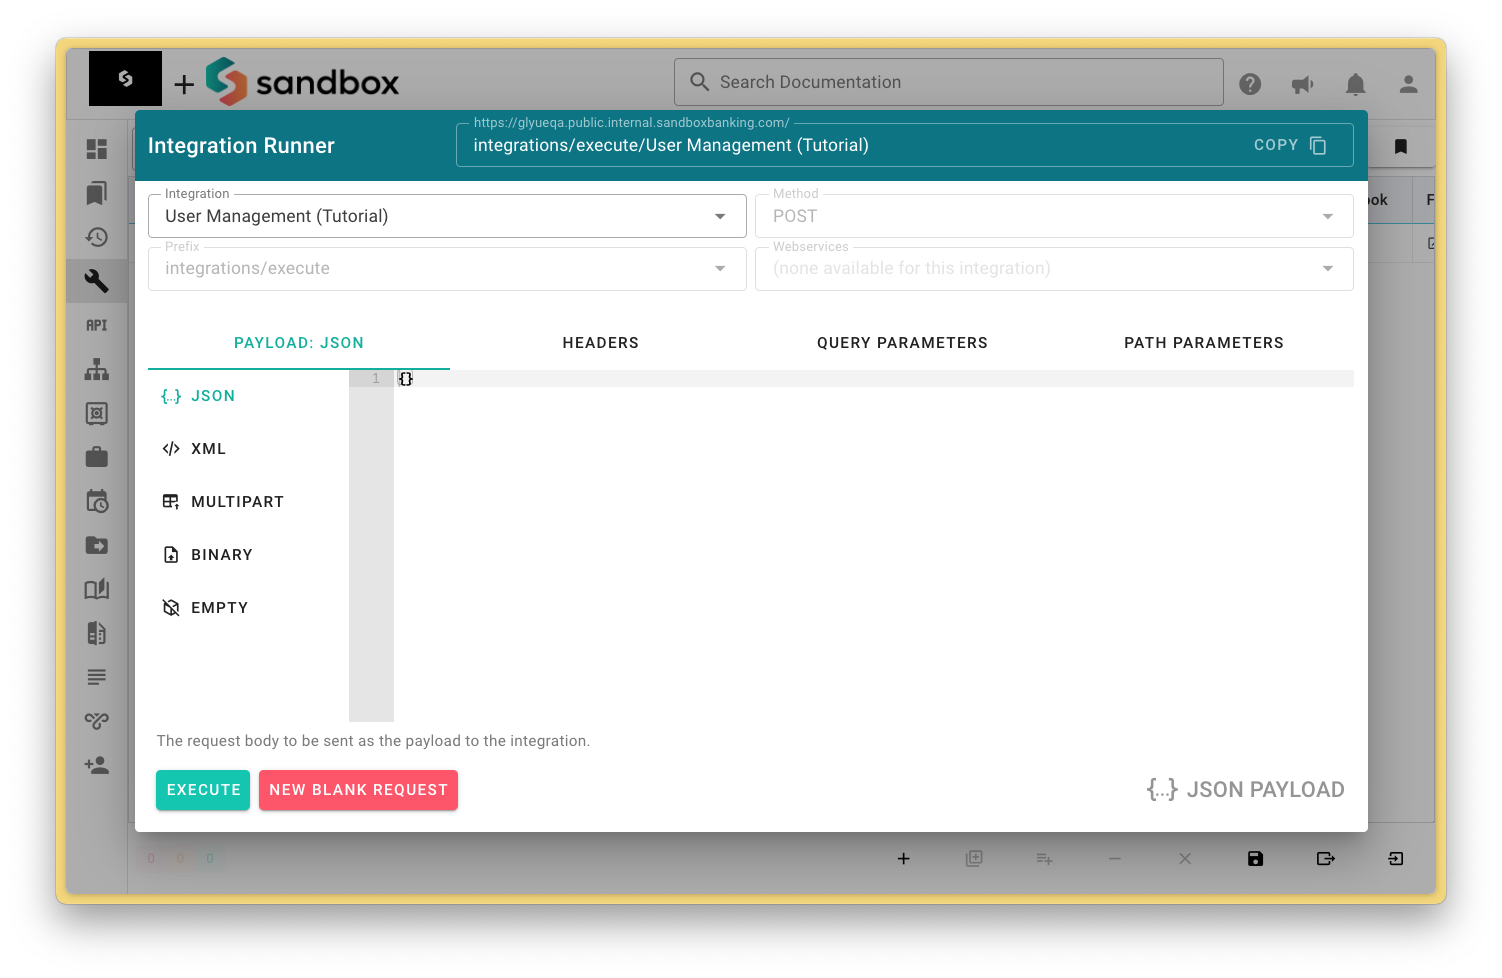 + sandbox
Search Documentation
Integration Runner
https://glyueqa.public.internal.sandboxbanking.com/
integrations/execute/User Management (Tutorial)
COPY
ook
F
Integration
User Management (Tutorial)
Method
POST
Prefix
integrations/execute
Webservices
(none available for this integration)
API
PAYLOAD: JSON
HEADERS
QUERY PARAMETERS
PATH PARAMETERS
1 {}
{...} JSON
</> XML
MULTIPART
BINARY
EMPTY
The request body to be sent as the payload to the integration.
EXECUTE
NEW BLANK REQUEST
{...} JSON PAYLOAD
0 0 0